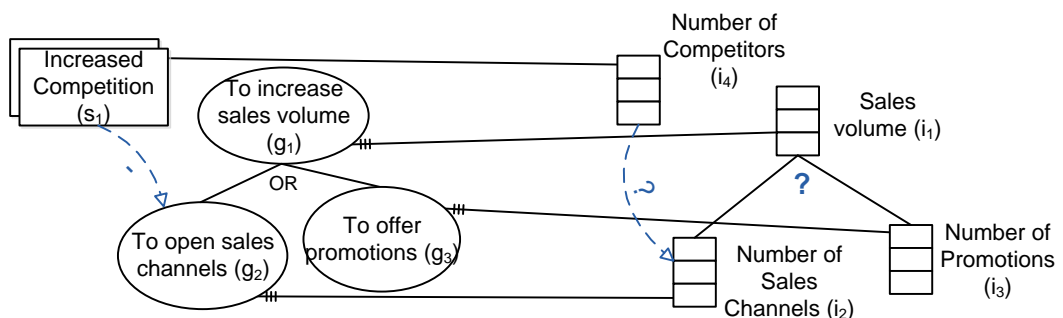 Increased
Competition
(s1)
To increase
sales volume
(g1)
OR
To open sales
channels (g2)
To offer
promotions (g3)
Number of
Competitors
(i4)
Sales
volume (i1)
?
?
Number of
Sales
Channels (i2)
Number of
Promotions
(i3)